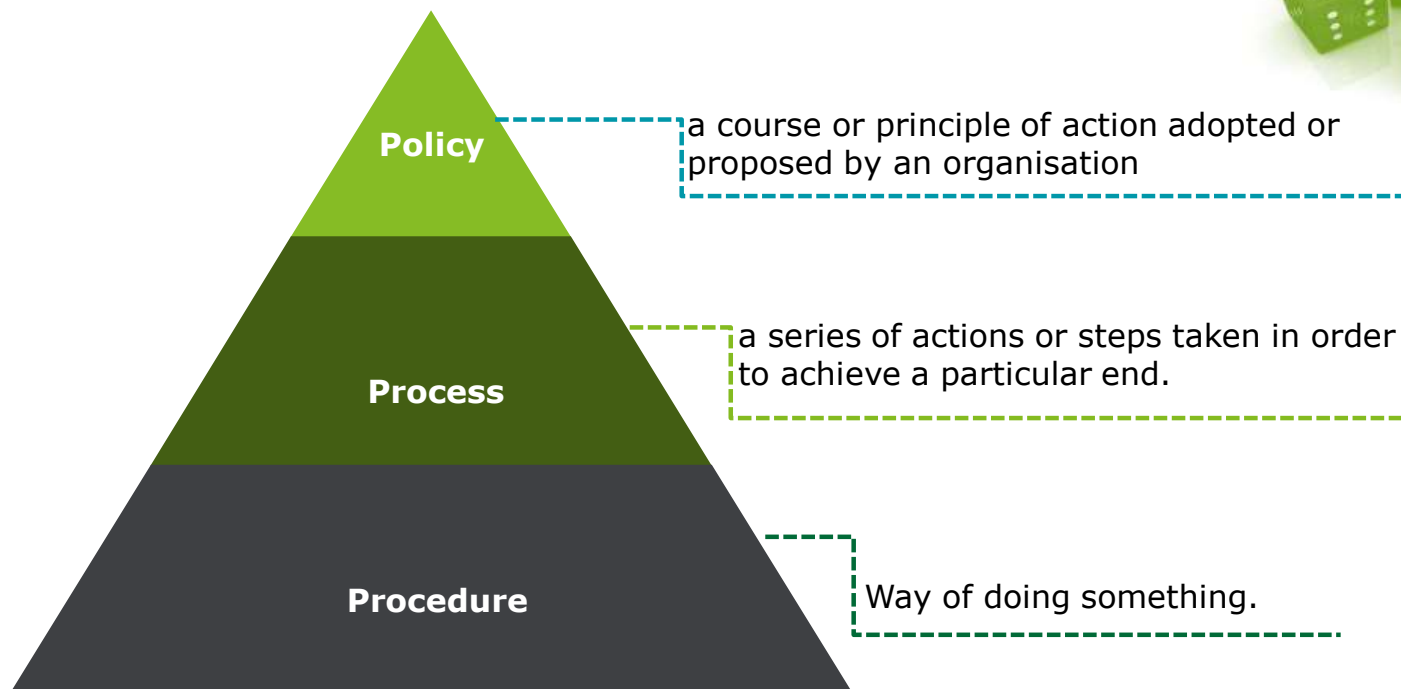 Policy
a course or principle of action adopted or
proposed by an organisation
Process
a series of actions or steps taken in order
to achieve a particular end.
Procedure
Way of doing something.